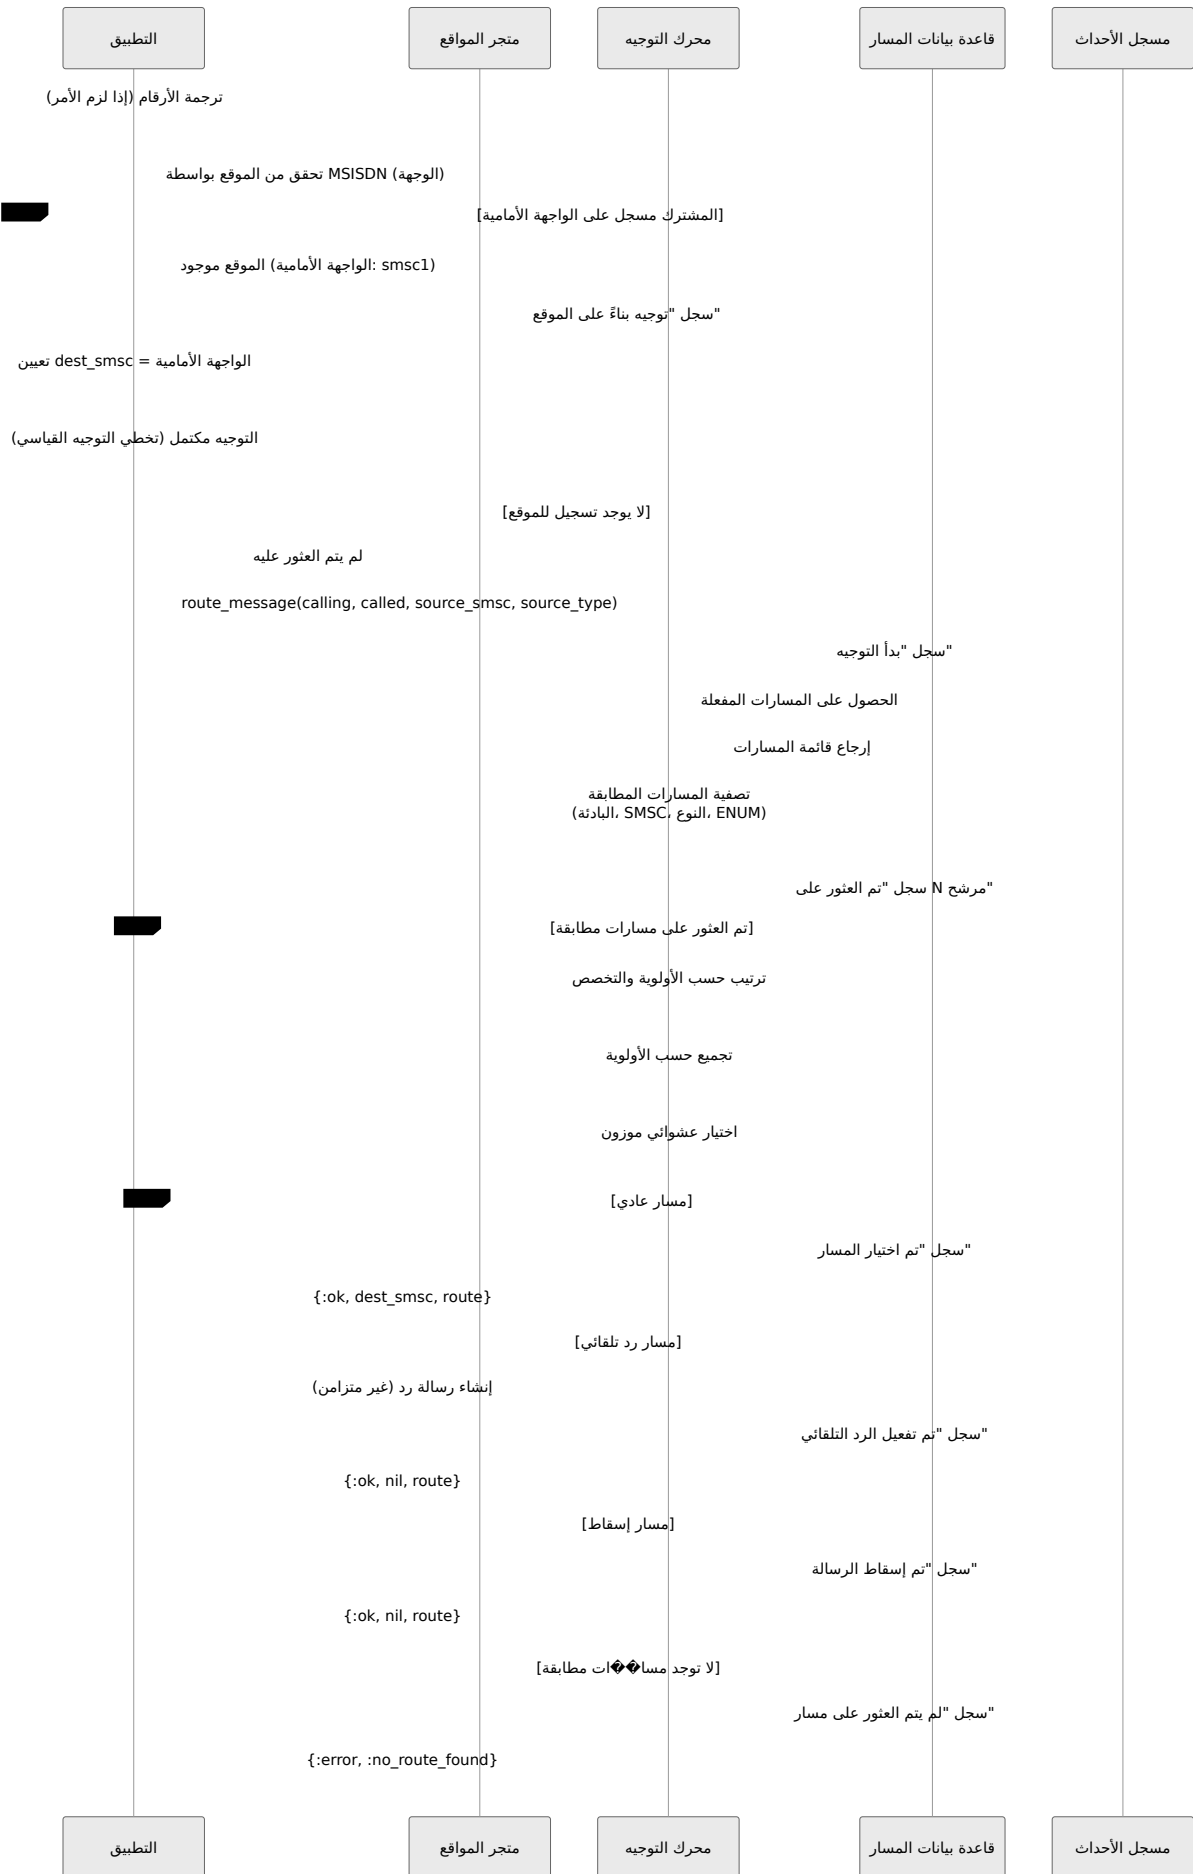 التطبيق
متجر المواقع
محرك التوجيه
قاعدة بيانات المسار
مسجل الأحداث
ترجمة الأرقام (إذا لزم الأمر)
تحقق من الموقع بواسطة MSISDN (الوجهة)
[المشترك مسجل على الواجهة الأمامية]
الموقع موجود (الواجهة الأمامية: smsc1)
سجل "توجيه بناءً على الموقع"
تعيين dest_smsc = الواجهة الأمامية
التوجيه مكتمل (تخطي التوجيه القياسي)
[لا يوجد تسجيل للموقع]
لم يتم العثور عليه
route_message(calling, called, source_smsc, source_type)
سجل "بدأ التوجيه"
الحصول على المسارات المفعلة
إرجاع قائمة المسارات
تصفية المسارات المطابقة
(البادئة، SMSC، النوع، ENUM)
سجل "تم العثور على N مرشح"
[تم العثور على مسارات مطابقة]
ترتيب حسب الأولوية والتخصص
تجميع حسب الأولوية
اختيار عشوائي موزون
[مسار عادي]
سجل "تم اختيار المسار"
{:ok, dest_smsc, route}
[مسار رد تلقائي]
إنشاء رسالة رد (غير متزامن)
سجل "تم تفعيل الرد التلقائي"
{:ok, nil, route}
[مسار إسقاط]
سجل "تم إسقاط الرسالة"
{:ok, nil, route}
[لا توجد مسا��ات مطابقة]
سجل "لم يتم العثور على مسار"
{:error, :no_route_found}
التطبيق
متجر المواقع
محرك التوجيه
قاعدة بيانات المسار
مسجل الأحداث